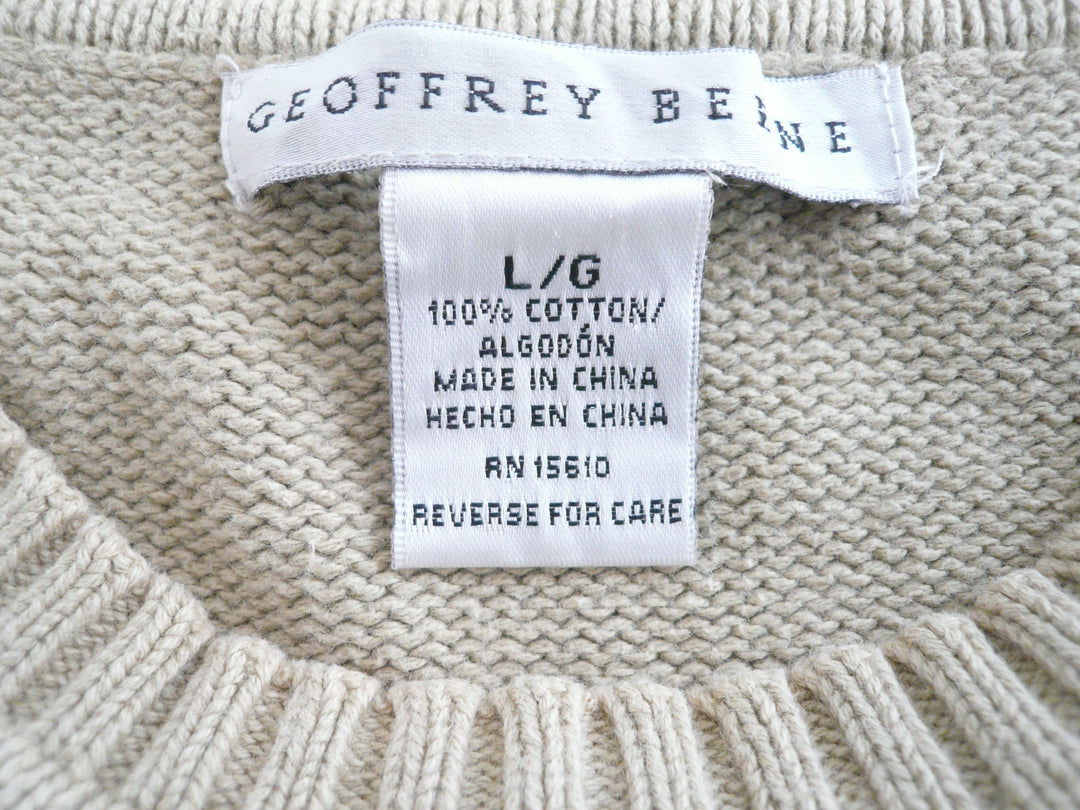 GEOFFREY BEENE
L/G
100% COTTON/
ALGODÓN
MADE IN CHINA
HECHO EN CHINA
RN 15610
REVERSE FOR CARE